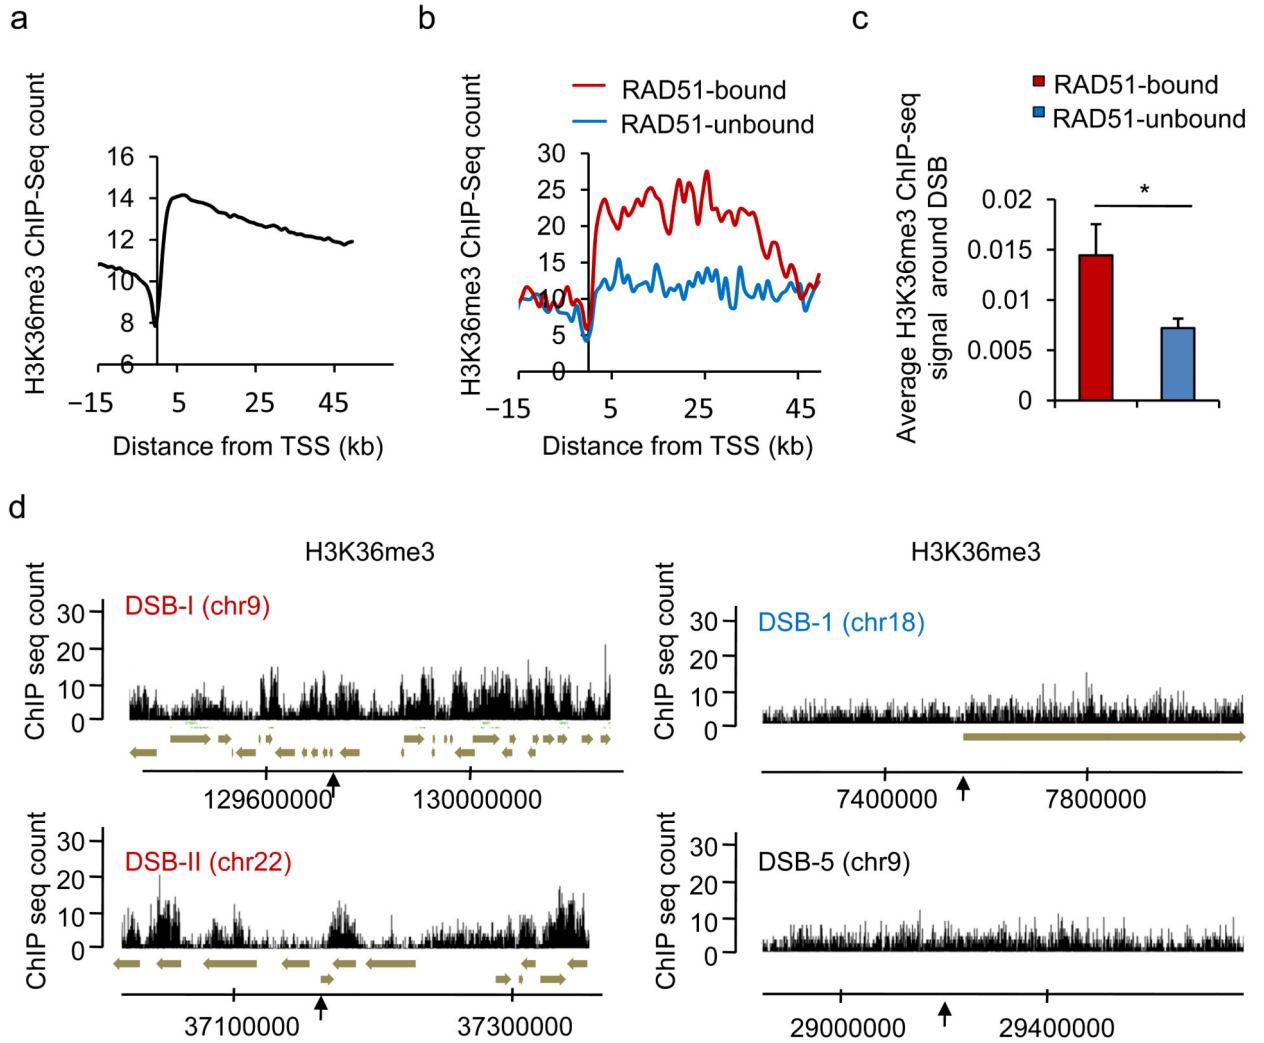 a
H3K36me3 ChIP-Seq count
16
14
12
10
8
6
−15 5 25 45
Distance from TSS (kb)
b
H3K36me3 ChIP-Seq count
RAD51-bound
RAD51-unbound
30
25
20
15
10
5
0
−15 5 25 45
Distance from TSS (kb)
c
Average H3K36me3 ChIP-seq
signal around DSB
RAD51-bound
RAD51-unbound
*
0.02
0.015
0.01
0.005
0
d
H3K36me3
ChIP seq count
DSB-I (chr9)
30
20
10
0
129600000 130000000
ChIP seq count
DSB-II (chr22)
30
20
10
0
37100000 37300000
H3K36me3
ChIP seq count
DSB-1 (chr18)
30
20
10
0
7400000 7800000
ChIP seq count
DSB-5 (chr9)
30
20
10
0
29000000 29400000